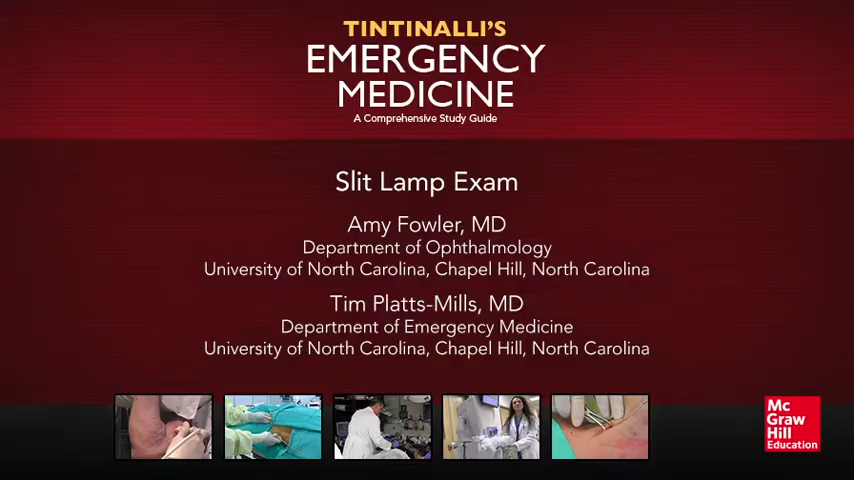 TINTINALLI'S
EMERGENCY
MEDICINE
A Comprehensive Study Guide
Slit Lamp Exam
Amy Fowler, MD
Department of Ophthalmology
University of North Carolina, Chapel Hill, North Carolina
Tim Platts-Mills, MD
Department of Emergency Medicine
University of North Carolina, Chapel Hill, North Carolina
Mc
Graw
Hill
Education